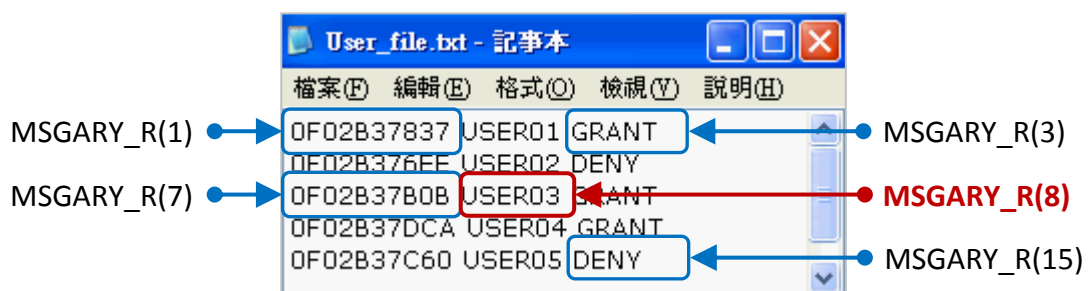 User_file.txt - 記事本
檔案(F) 編輯(E) 格式(O) 檢視(V) 說明(H)
MSGARY_R(1) 0F02B37837 USER01 GRANT MSGARY_R(3)
0F02B376EE USER02 DENY
MSGARY_R(7) 0F02B37B0B USER03 GRANT MSGARY_R(8)
0F02B37DCA USER04 GRANT
0F02B37C60 USER05 DENY MSGARY_R(15)